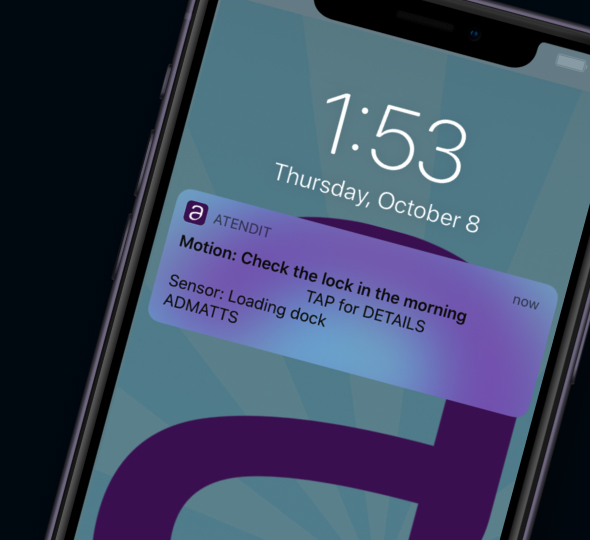 1:53
Thursday, October 8
a ATENDIT
now
Motion: Check the lock in the morning
TAP for DETAILS
Sensor: Loading dock
ADMATTS